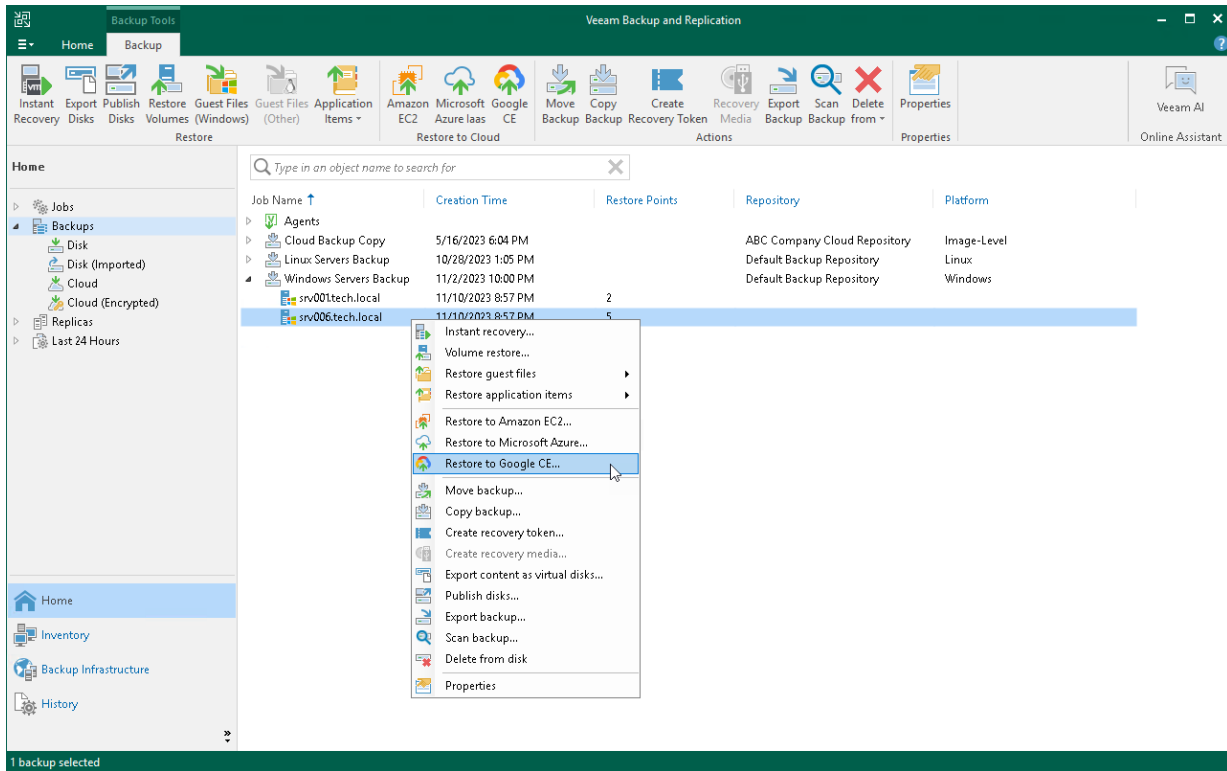 Backup Tools
Veeam Backup and Replication
Home Backup
Instant Recovery
Export Disks
Publish Disks
Restore Volumes
Guest Files (Windows)
Guest Files (Other)
Application Items
Amazon EC2
Microsoft Azure Iaas
Google CE
Move Backup
Copy Backup
Create Recovery Token
Recovery Media
Export Backup
Scan Backup
Delete from
Properties
Veeam AI
Restore
Restore to Cloud
Actions
Properties
Online Assistant
Home
Type in an object name to search for
Jobs
Backups
Disk
Disk (Imported)
Cloud
Cloud (Encrypted)
Replicas
Last 24 Hours
Job Name Creation Time Restore Points Repository Platform
Agents
Cloud Backup Copy 5/16/2023 6:04 PM ABC Company Cloud Repository Image-Level
Linux Servers Backup 10/28/2023 1:05 PM Default Backup Repository Linux
Windows Servers Backup 11/2/2023 10:00 PM Default Backup Repository Windows
srv001.tech.local 11/10/2023 8:57 PM 2
srv006.tech.local 11/10/2023 8:57 PM 5
Instant recovery...
Volume restore...
Restore guest files
Restore application items
Restore to Amazon EC2...
Restore to Microsoft Azure...
Restore to Google CE...
Move backup...
Copy backup...
Create recovery token...
Create recovery media...
Export content as virtual disks...
Publish disks...
Export backup...
Scan backup...
Delete from disk
Properties
Home
Inventory
Backup Infrastructure
History
1 backup selected